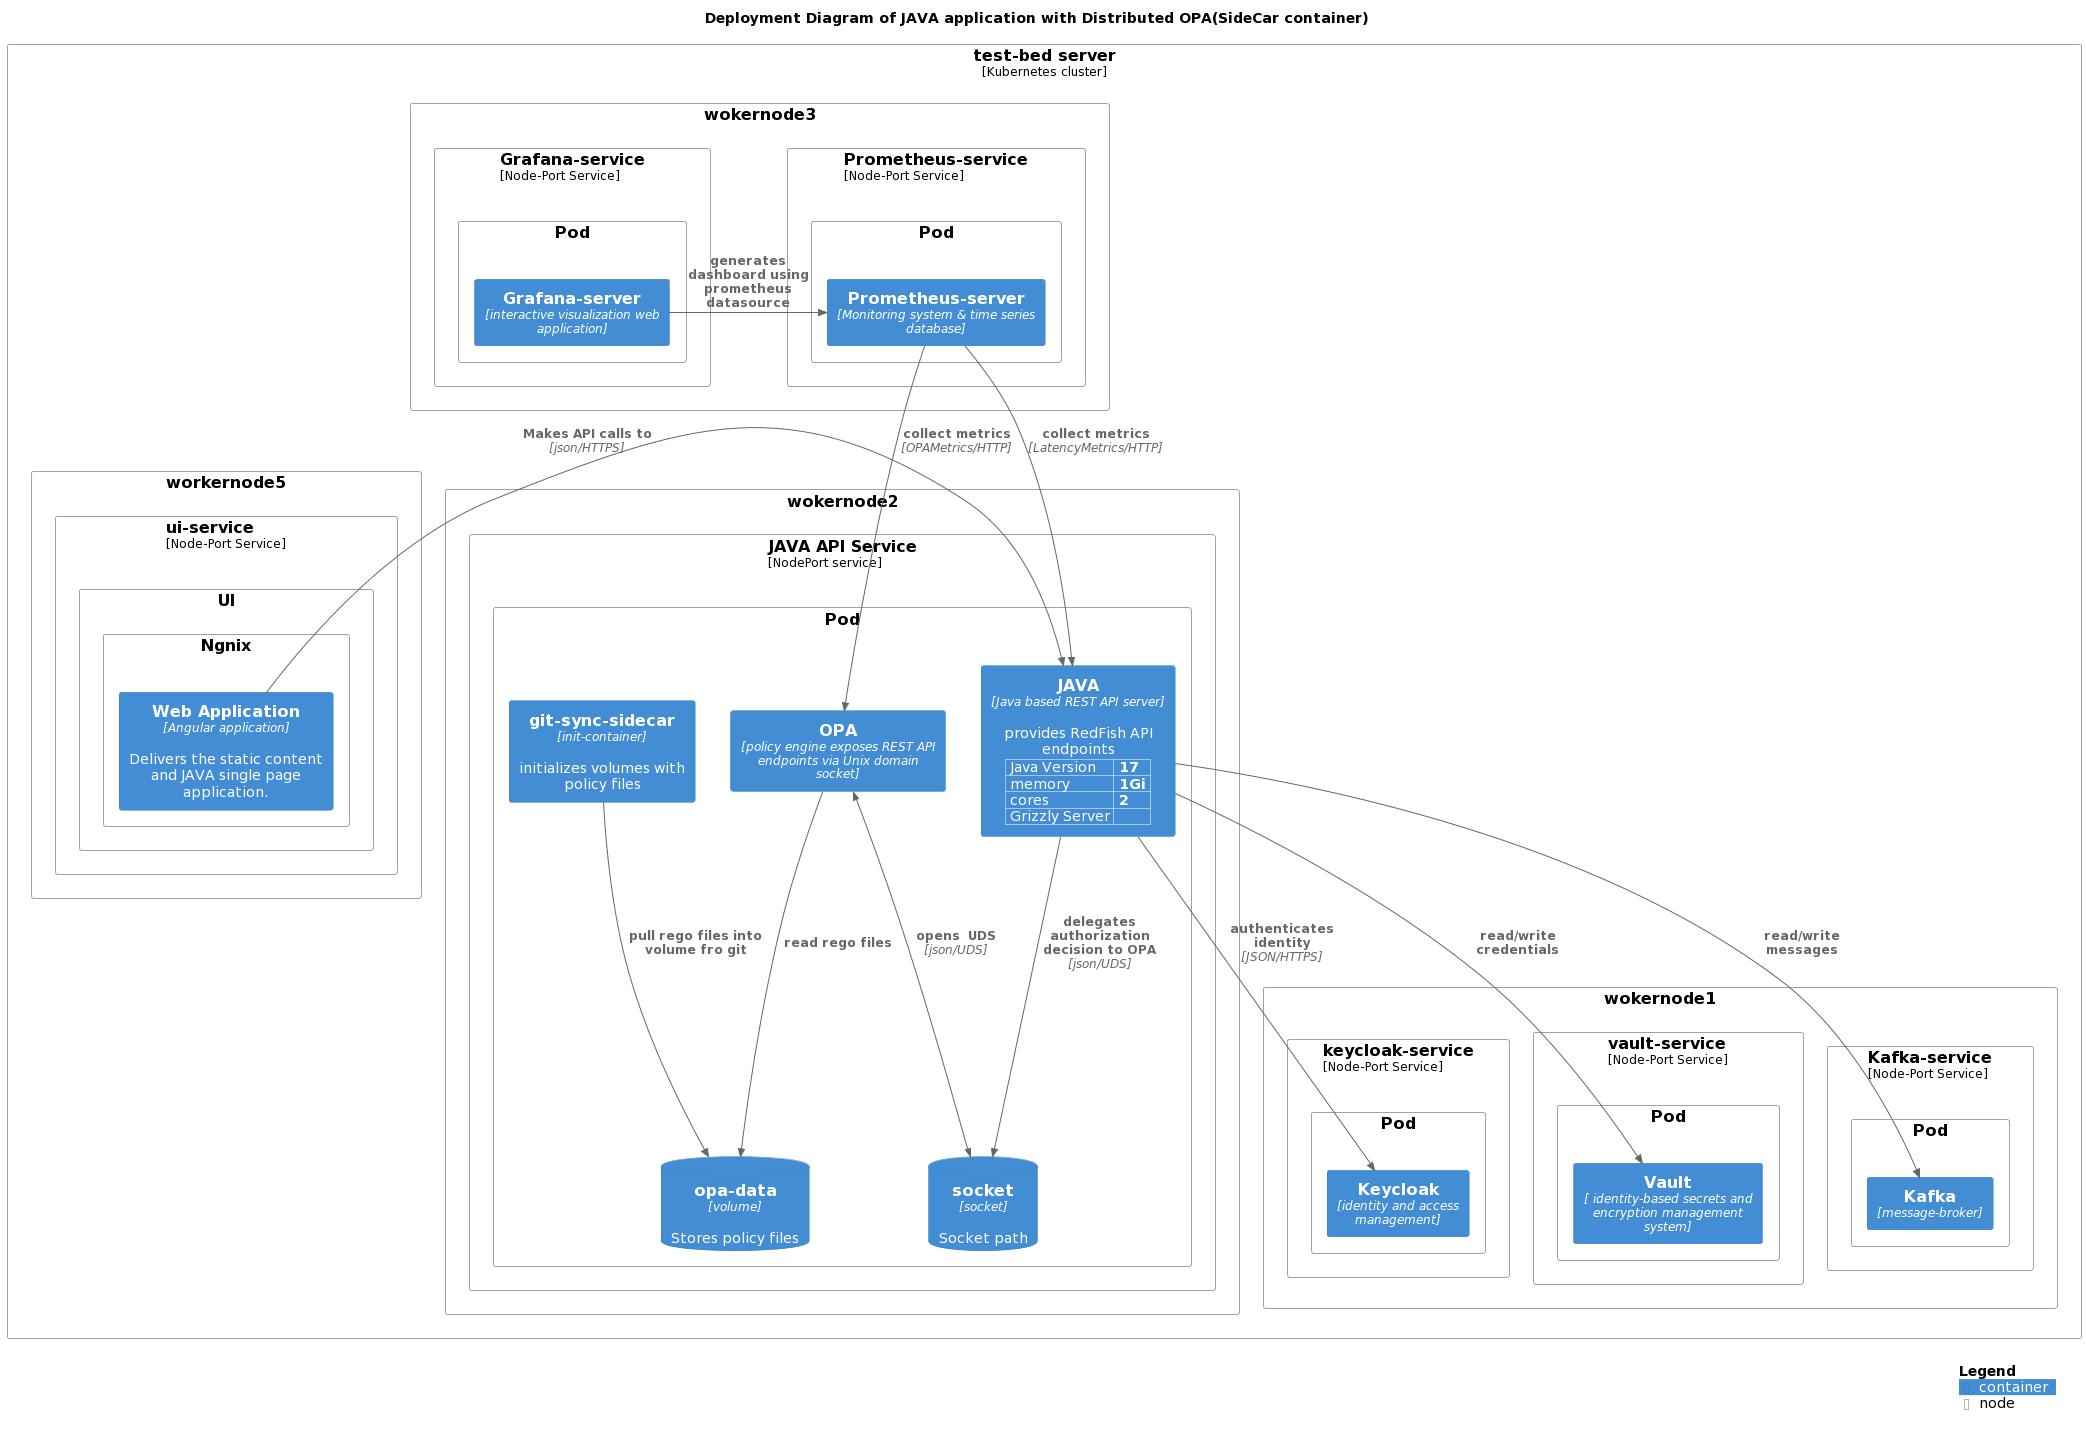 Deployment Diagram of JAVA application with Distributed OPA(SideCar container)
test-bed server
[Kubernetes cluster]
wokernode3
Grafana-service
[Node-Port Service]
Pod
Grafana-server
[interactive visualization web
application]
generates
dashboard using
prometheus
datasource
Prometheus-service
[Node-Port Service]
Pod
Prometheus-server
[Monitoring system & time series
database]
Makes API calls to
[json/HTTPS]
collect metrics
[OPAMetrics/HTTP]
collect metrics
[LatencyMetrics/HTTP]
workernode5
ui-service
[Node-Port Service]
UI
Ngnix
Web Application
[Angular application]
Delivers the static content
and JAVA single page
application.
wokernode2
JAVA API Service
[NodePort service]
Pod
git-sync-sidecar
[init-container]
initializes volumes with
policy files
OPA
[policy engine exposes REST API
endpoints via Unix domain
socket]
JAVA
[Java based REST API server]
provides RedFish API
endpoints
Java Version 17
memory 1Gi
cores 2
Grizzly Server
pull rego files into
volume fro git
read rego files
opens  UDS
[json/UDS]
delegates
authorization
decision to OPA
[json/UDS]
authenticates
identity
[JSON/HTTPS]
read/write
credentials
read/write
messages
opa-data
[volume]
Stores policy files
socket
[socket]
Socket path
wokernode1
keycloak-service
[Node-Port Service]
Pod
Keycloak
[identity and access
management]
vault-service
[Node-Port Service]
Pod
Vault
[ identity-based secrets and
encryption management
system]
Kafka-service
[Node-Port Service]
Pod
Kafka
[message-broker]
Legend
container
node